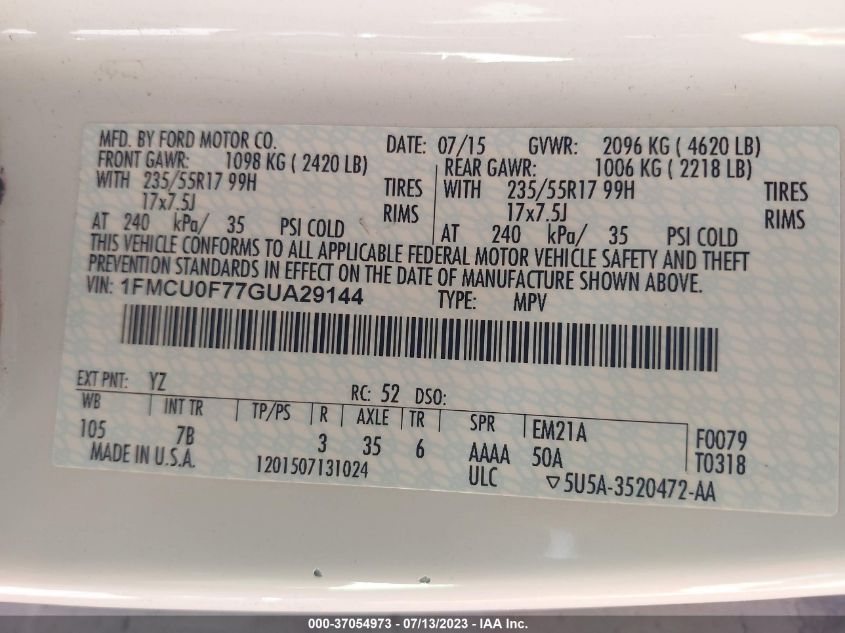 MFD. BY FORD MOTOR CO. DATE: 07/15 GVWR: 2096 KG ( 4620 LB)
FRONT GAWR: 1098 KG ( 2420 LB) REAR GAWR: 1006 KG ( 2218 LB)
WITH 235/55R17 99H TIRES WITH 235/55R17 99H TIRES
17x7.5J RIMS 17x7.5J RIMS
AT 240 kPa/ 35 PSI COLD AT 240 kPa/ 35 PSI COLD
THIS VEHICLE CONFORMS TO ALL APPLICABLE FEDERAL MOTOR VEHICLE SAFETY AND THEFT
PREVENTION STANDARDS IN EFFECT ON THE DATE OF MANUFACTURE SHOWN ABOVE.
VIN: 1FMCU0F77GUA29144 TYPE: MPV
EXT PNT: YZ RC: 52 DSO:
WB INT TR TP/PS R AXLE TR SPR EM21A F0079
105 7B 3 35 6 AAAA 50A T0318
MADE IN U.S.A. 1201507131024 ULC ▽5U5A-3520472-AA
000-37054973 - 07/13/2023 - IAA Inc.